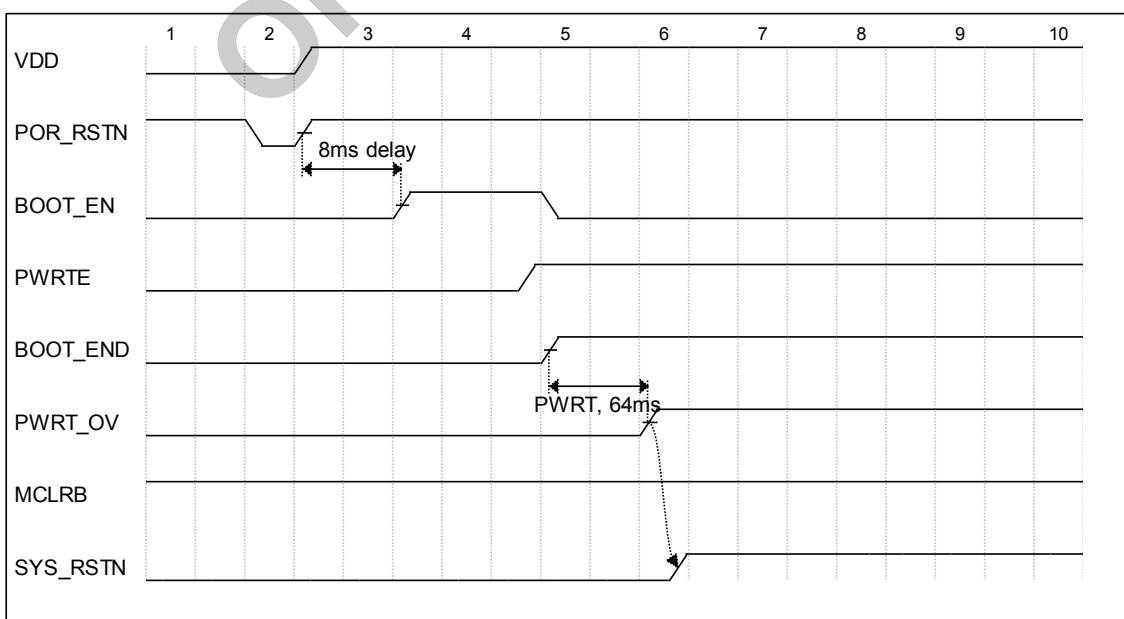 1 2 3 4 5 6 7 8 9 10
VDD
POR_RSTN
8ms delay
BOOT_EN
PWRTE
BOOT_END
PWRT, 64ms
PWRT_OV
MCLRB
SYS_RSTN